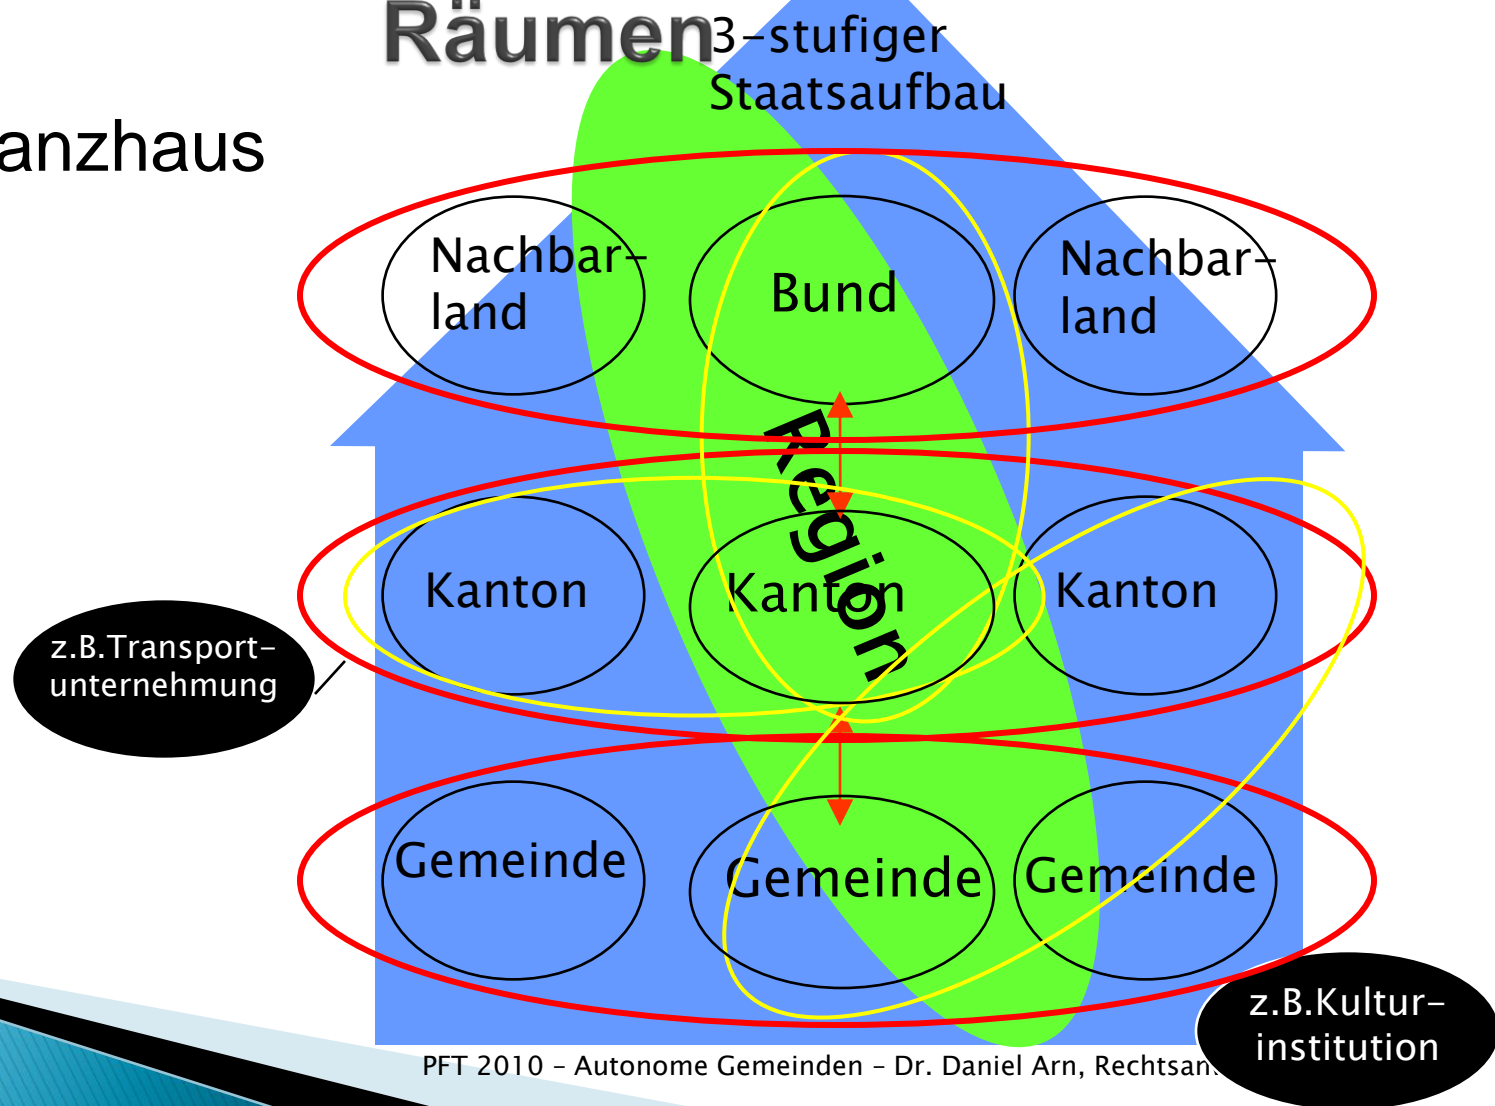 Räumen
3-stufiger
Staatsaufbau
anzhaus
Nachbar-
land
Bund
Nachbar-
land
Region
Kanton
Kanton
Kanton
z.B.Transport-
unternehmung
Gemeinde
Gemeinde
Gemeinde
z.B.Kultur-
institution
PFT 2010 – Autonome Gemeinden – Dr. Daniel Arn, Rechtsan